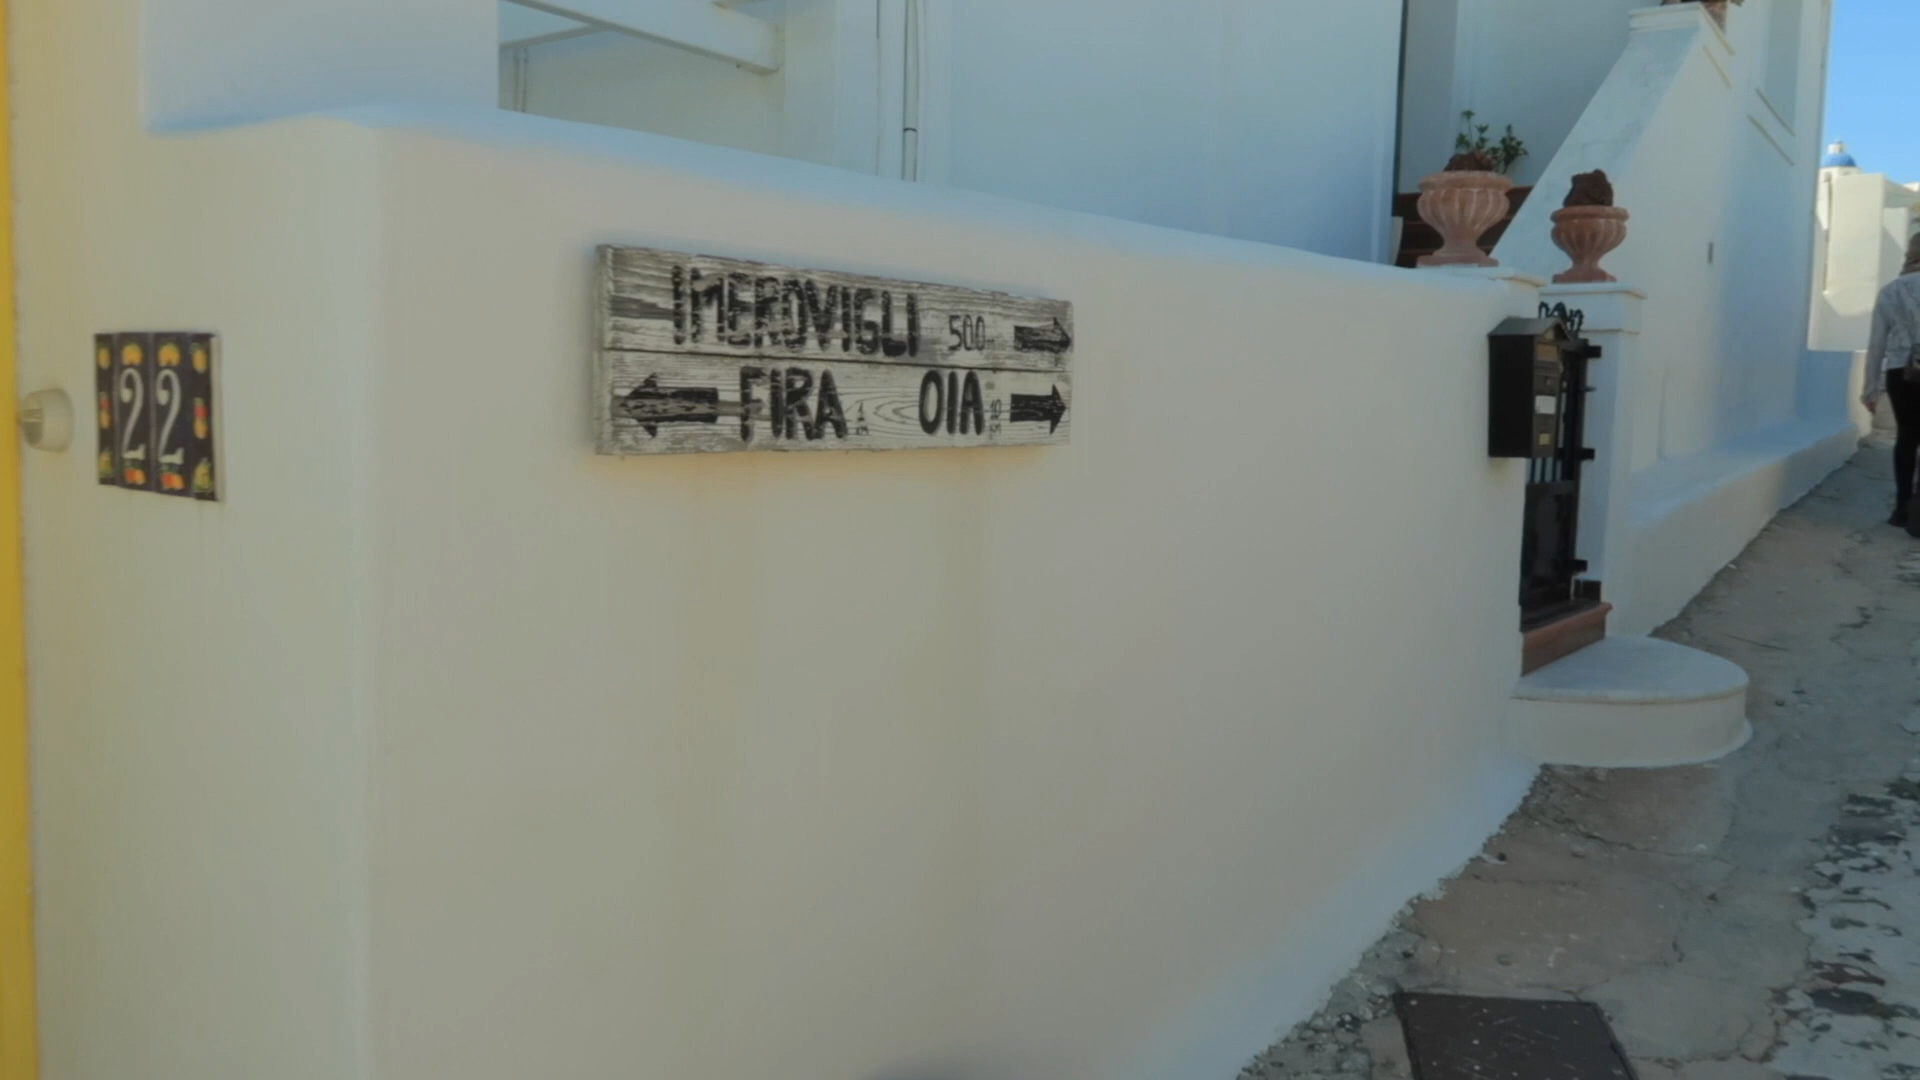 22
IMEROVIGLI 500m →
← FIRA OIA →